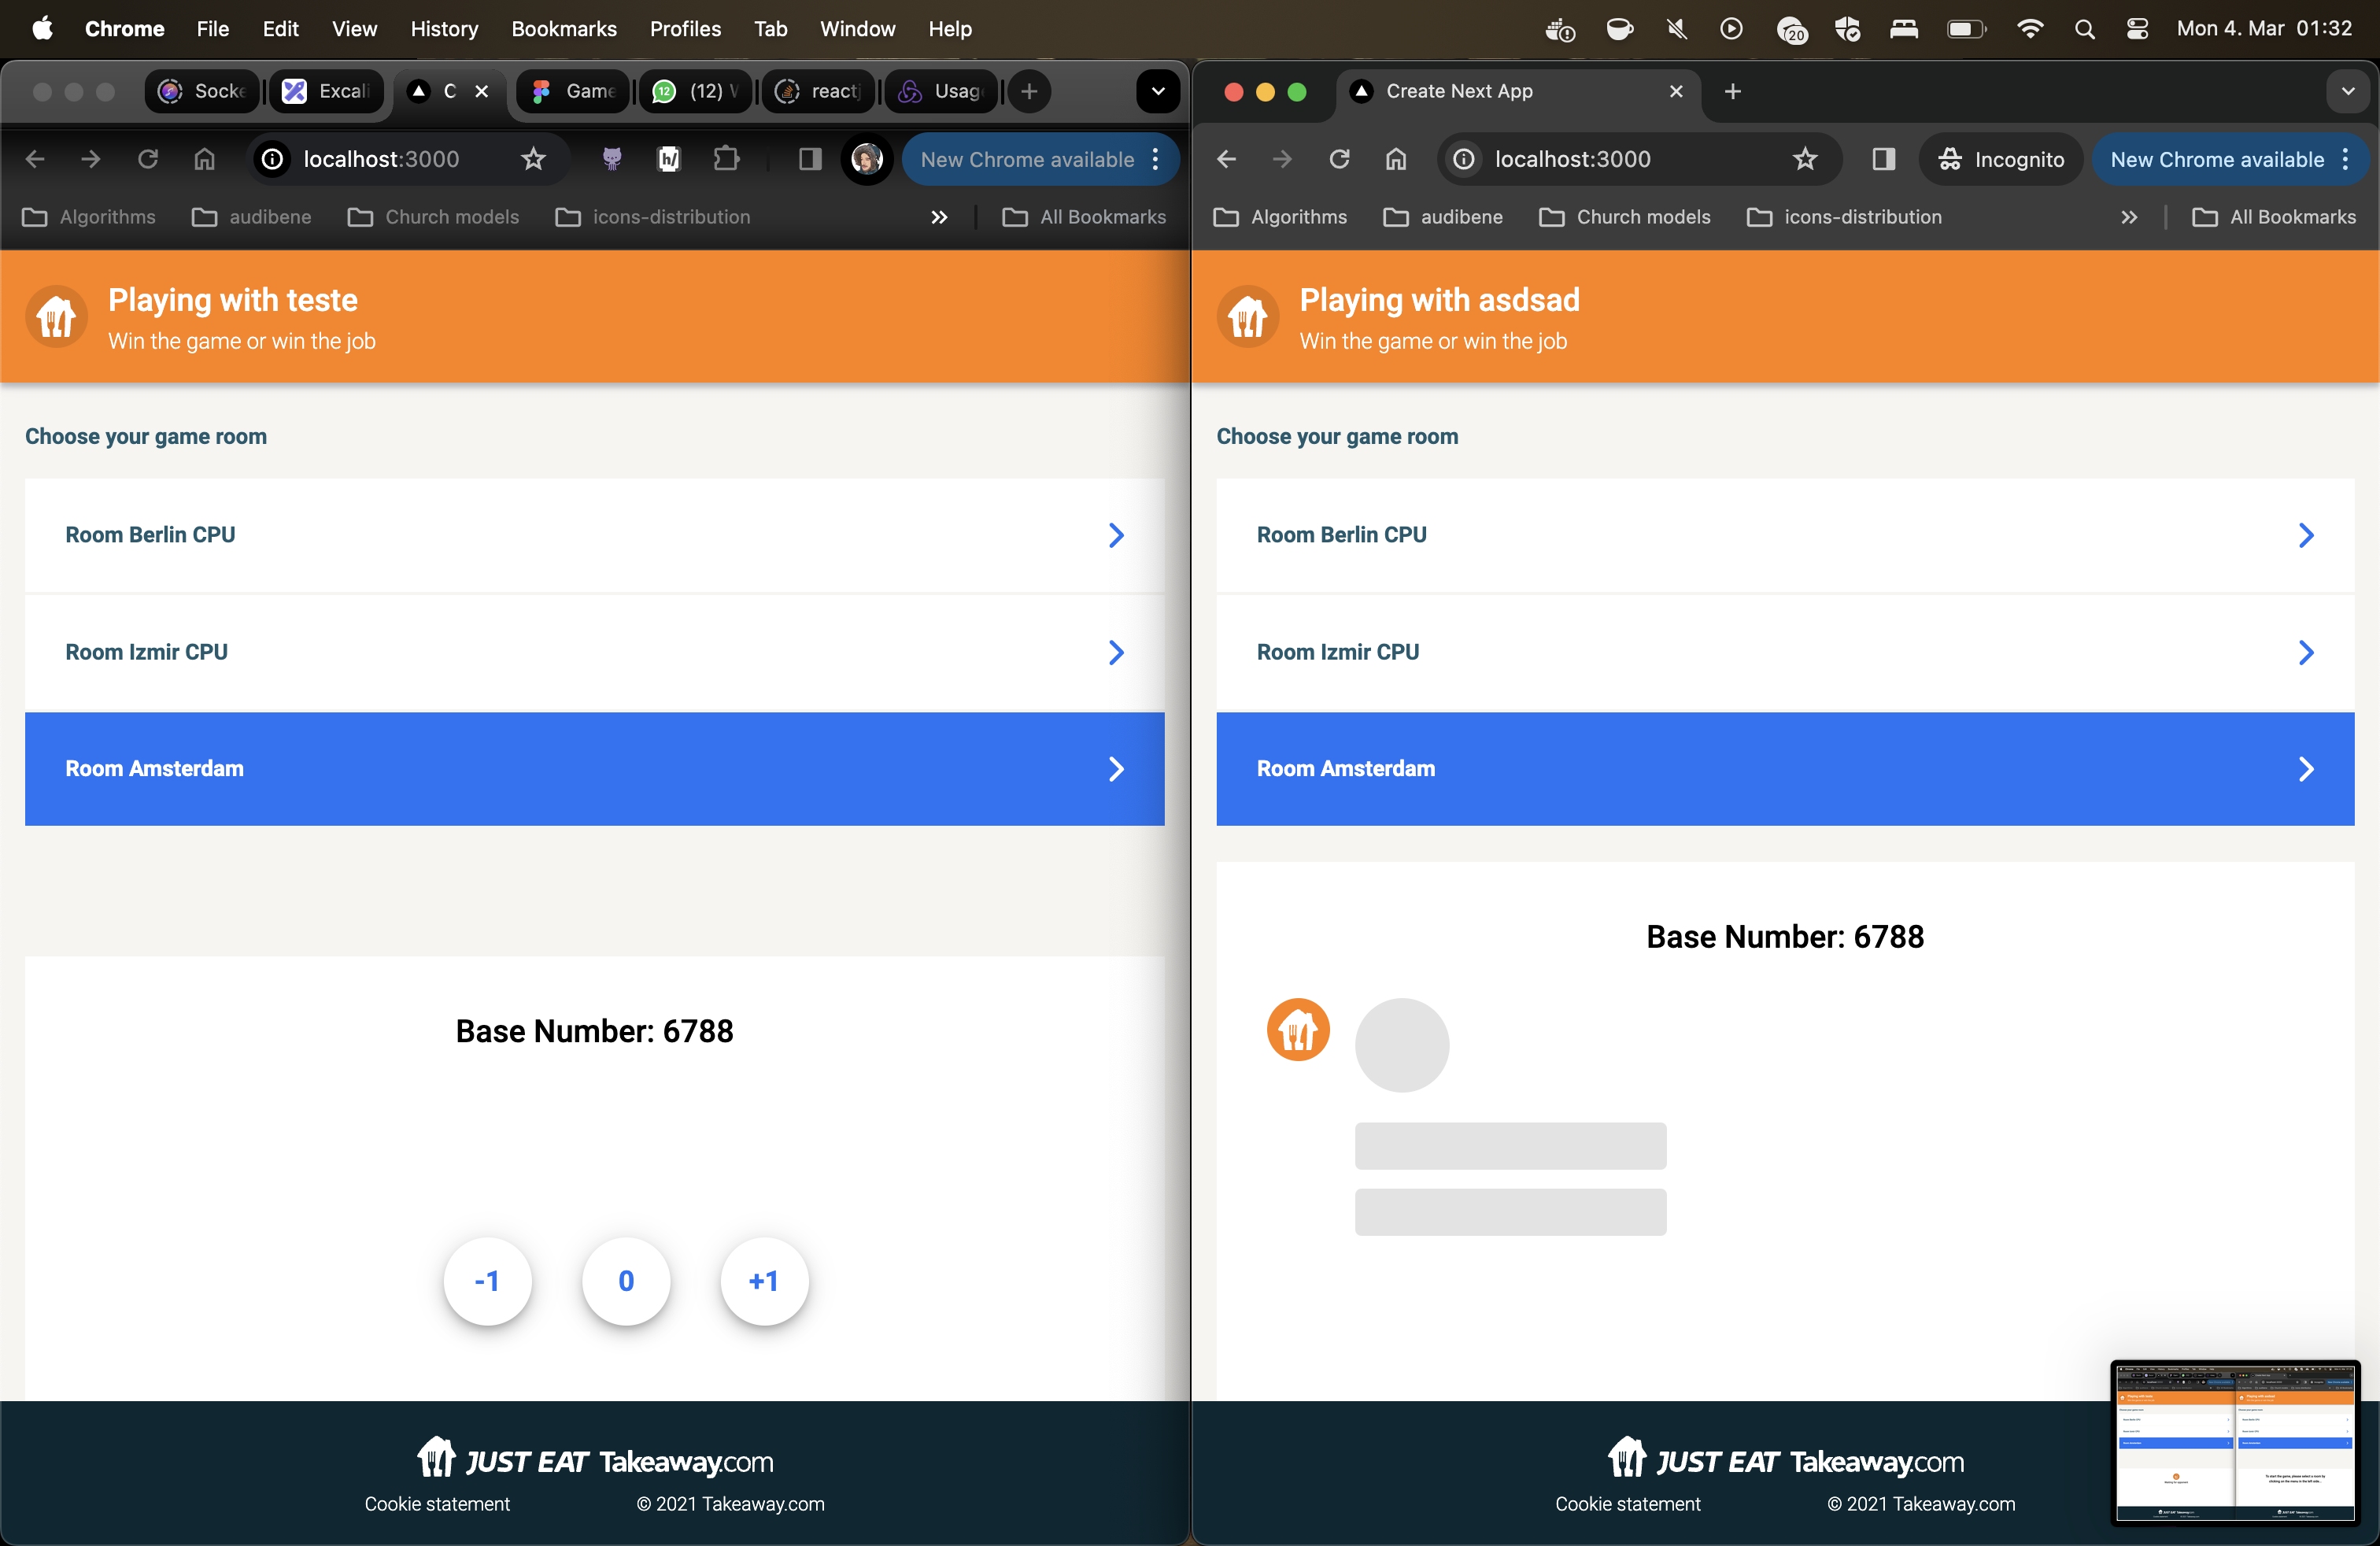 Chrome File Edit View History Bookmarks Profiles Tab Window Help 20 Mon 4. Mar 01:32
Socke Excali C Game 12 (12) reactj Usage
localhost:3000 h/ New Chrome available
Algorithms audibene Church models icons-distribution All Bookmarks
Playing with teste
Win the game or win the job
Choose your game room
Room Berlin CPU
Room Izmir CPU
Room Amsterdam
Base Number: 6788
-1 0 +1
JUST EAT Takeaway.com
Cookie statement © 2021 Takeaway.com
Create Next App
localhost:3000 Incognito New Chrome available
Algorithms audibene Church models icons-distribution All Bookmarks
Playing with asdsad
Win the game or win the job
Choose your game room
Room Berlin CPU
Room Izmir CPU
Room Amsterdam
Base Number: 6788
JUST EAT Takeaway.com
Cookie statement © 2021 Takeaway.com